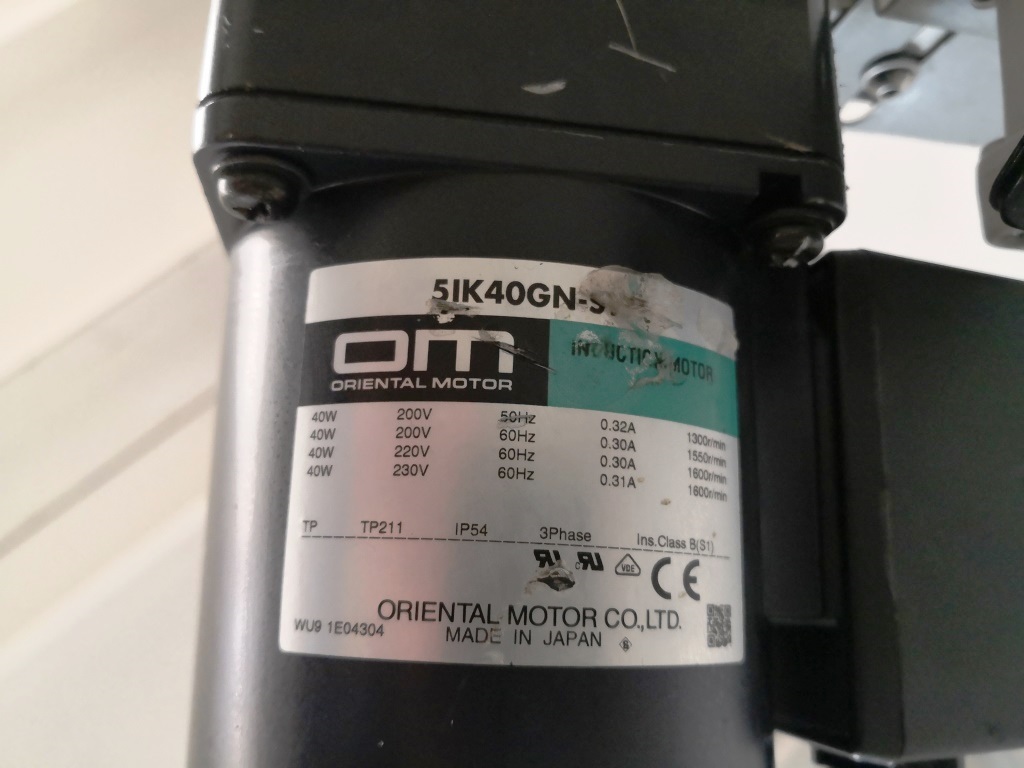 5IK40GN-S
OM
ORIENTAL MOTOR
INDUCTION MOTOR
40W 200V 50Hz 0.32A 1300r/min
40W 200V 60Hz 0.30A 1550r/min
40W 220V 60Hz 0.30A 1600r/min
40W 230V 60Hz 0.31A 1600r/min
TP TP211 IP54 3Phase Ins.Class B(S1)
VDE CE
ORIENTAL MOTOR CO.,LTD.
WU9 1E04304
MADE IN JAPAN